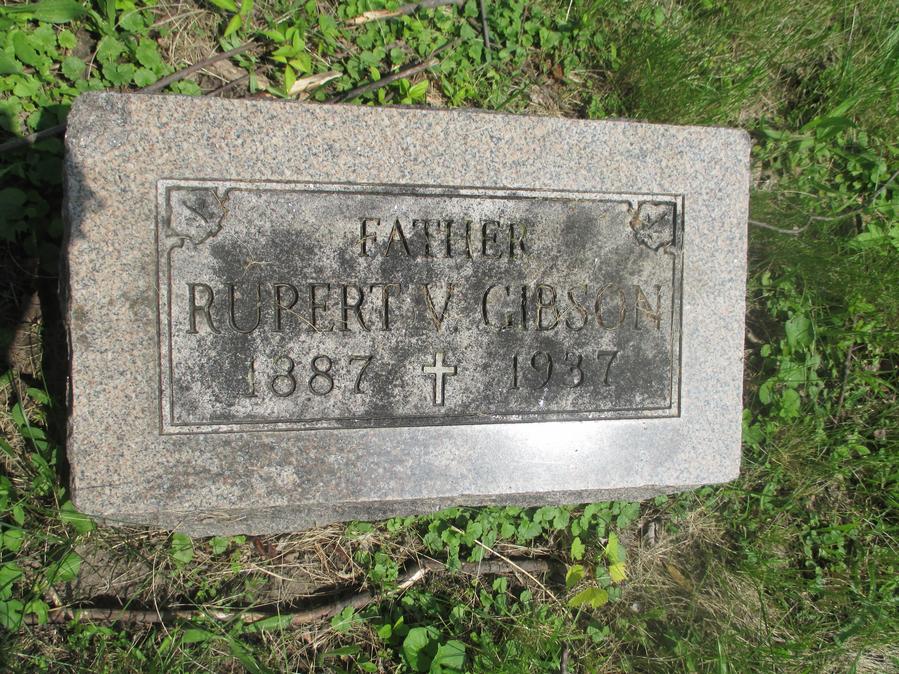 FATHER
RUPERT V. GIBSON
1887 ✝ 1937